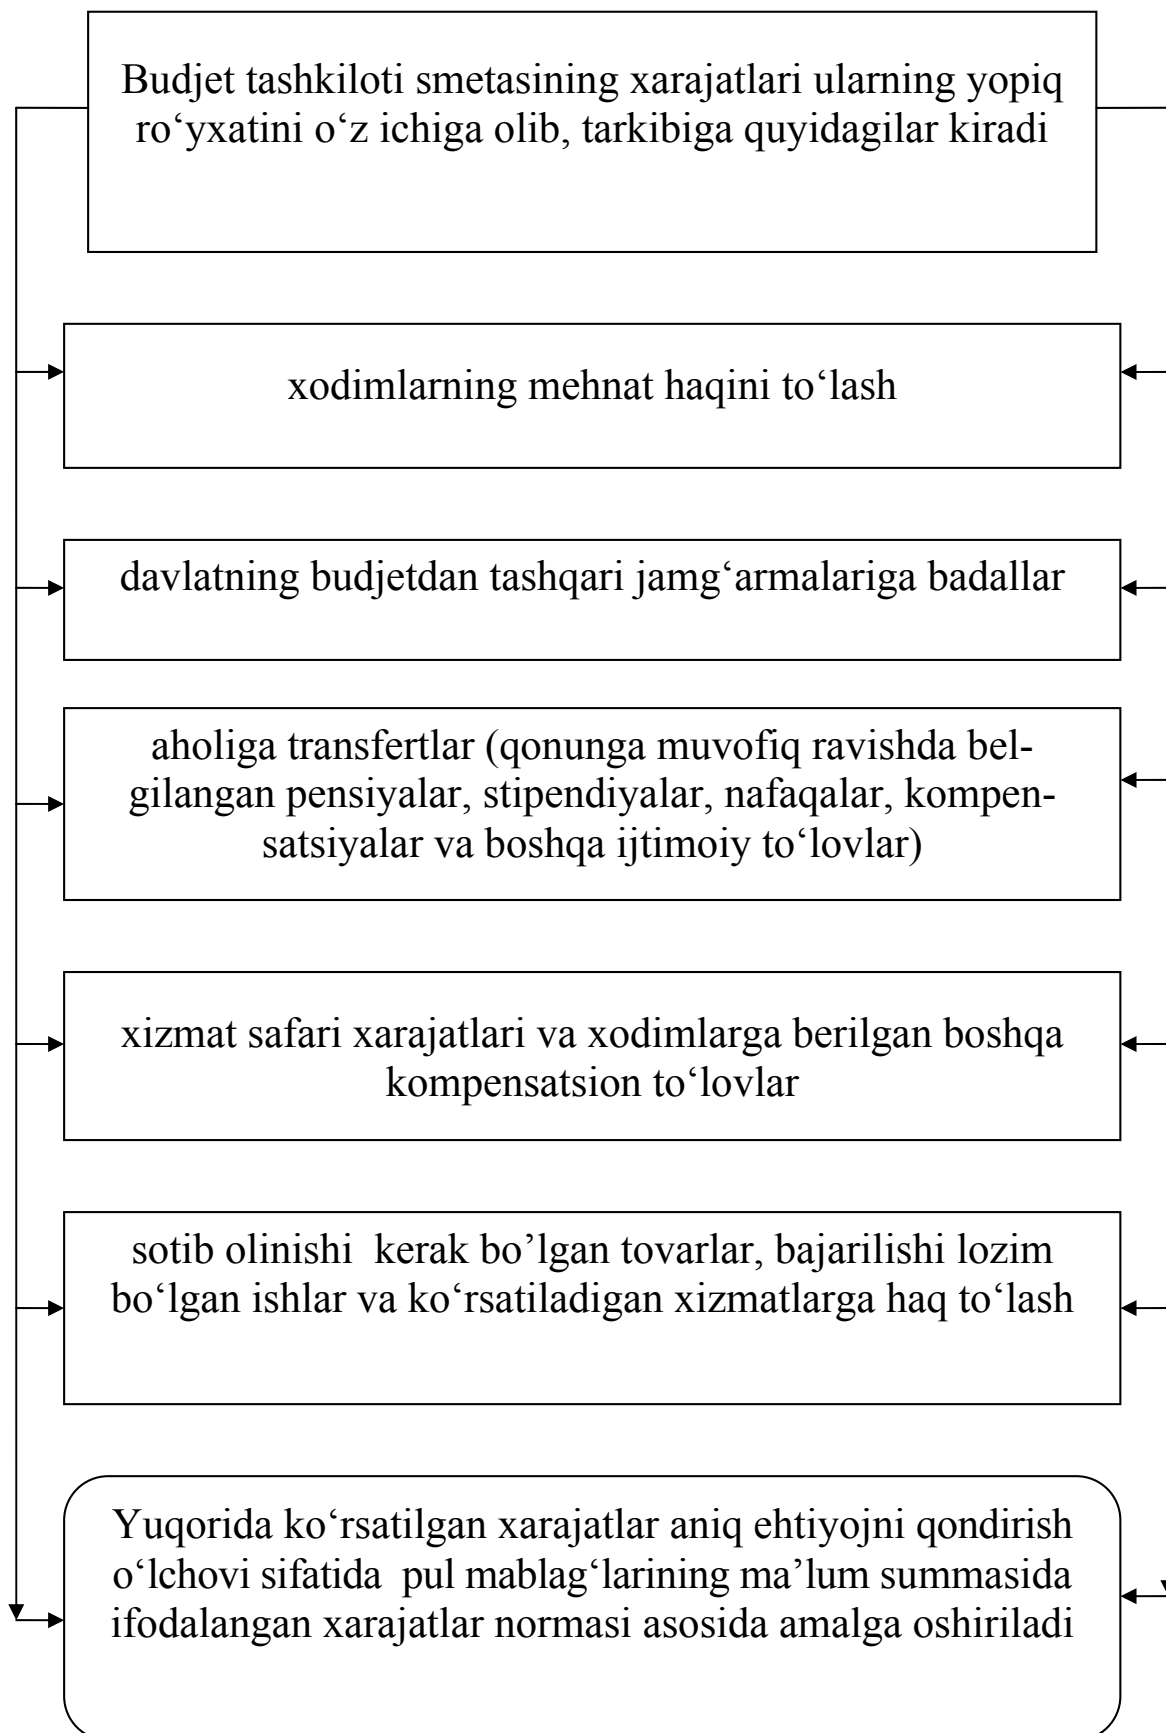 Budjet tashkiloti smetasining xarajatlari ularning yopiq
ro‘yxatini o‘z ichiga olib, tarkibiga quyidagilar kiradi
xodimlarning mehnat haqini to‘lash
davlatning budjetdan tashqari jamg‘armalariga badallar
aholiga transfertlar (qonunga muvofiq ravishda bel-
gilangan pensiyalar, stipendiyalar, nafaqalar, kompen-
satsiyalar va boshqa ijtimoiy to‘lovlar)
xizmat safari xarajatlari va xodimlarga berilgan boshqa
kompensatsion to‘lovlar
sotib olinishi  kerak bo’lgan tovarlar, bajarilishi lozim
bo‘lgan ishlar va ko‘rsatiladigan xizmatlarga haq to‘lash
Yuqorida ko‘rsatilgan xarajatlar aniq ehtiyojni qondirish
o‘lchovi sifatida  pul mablag‘larining ma’lum summasida
ifodalangan xarajatlar normasi asosida amalga oshiriladi